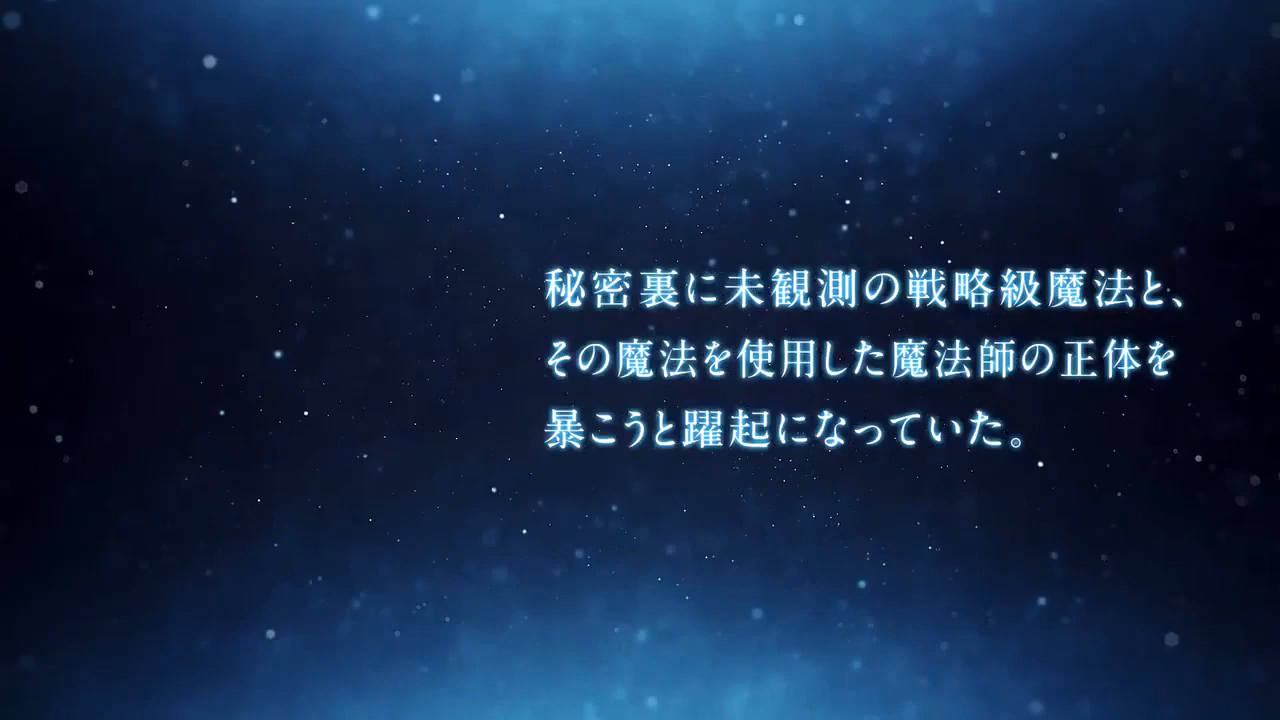 秘密裏に未観測の戦略級魔法と、
その魔法を使用した魔法師の正体を
暴こうと躍起になっていた。